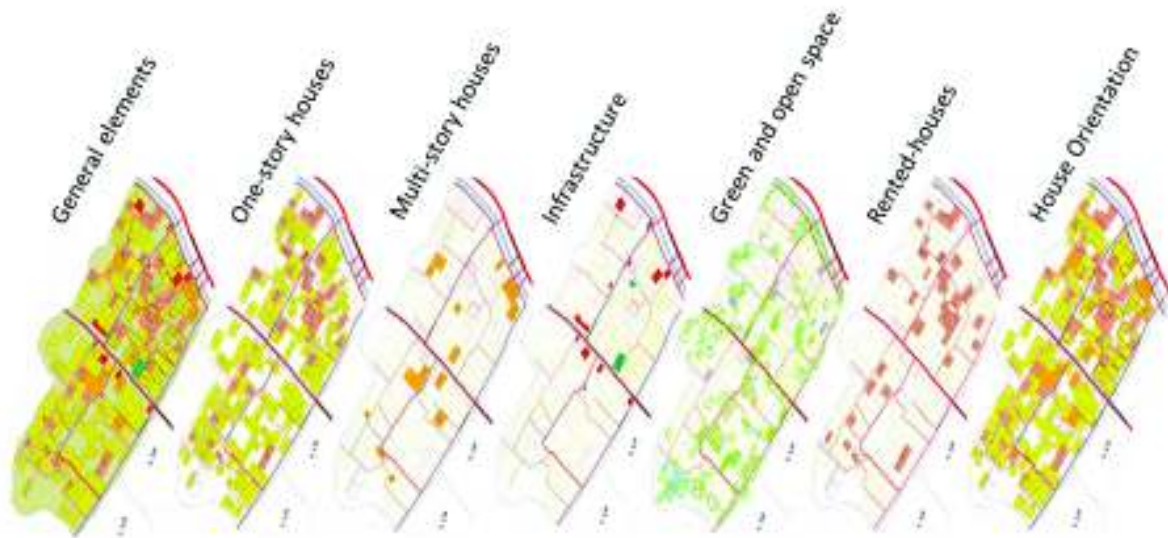 General elements
One-story houses
Multi-story houses
Infrastructure
Green and open space
Rented-houses
House Orientation